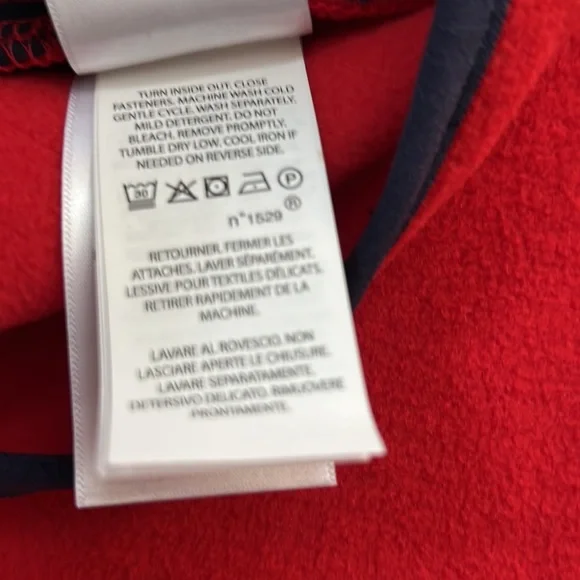 TURN INSIDE OUT, CLOSE
FASTENERS. MACHINE WASH COLD
GENTLE CYCLE. WASH SEPARATELY.
MILD DETERGENT. DO NOT
BLEACH. REMOVE PROMPTLY.
TUMBLE DRY LOW. COOL IRON IF
NEEDED ON REVERSE SIDE.
30 P
®
n°1529
RETOURNER, FERMER LES
ATTACHES. LAVER SÉPARÉMENT.
LESSIVE POUR TEXTILES DÉLICATS.
RETIRER RAPIDEMENT DE LA
MACHINE.
LAVARE AL ROVESCIO. NON
LASCIARE APERTE LE CHIUSURE.
LAVARE SEPARATAMENTE.
DETERSIVO DELICATO. RIMUOVERE
PRONTAMENTE.